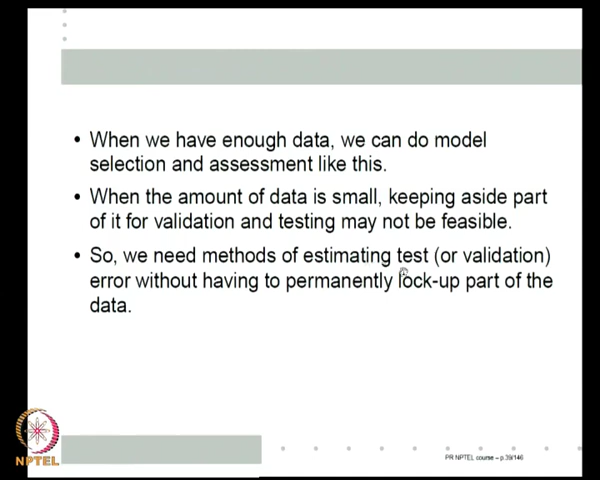 • When we have enough data, we can do model
selection and assessment like this.
• When the amount of data is small, keeping aside part
of it for validation and testing may not be feasible.
• So, we need methods of estimating test (or validation)
error without having to permanently lock-up part of the
data.
NPTEL
PR NPTEL course – p.39/146